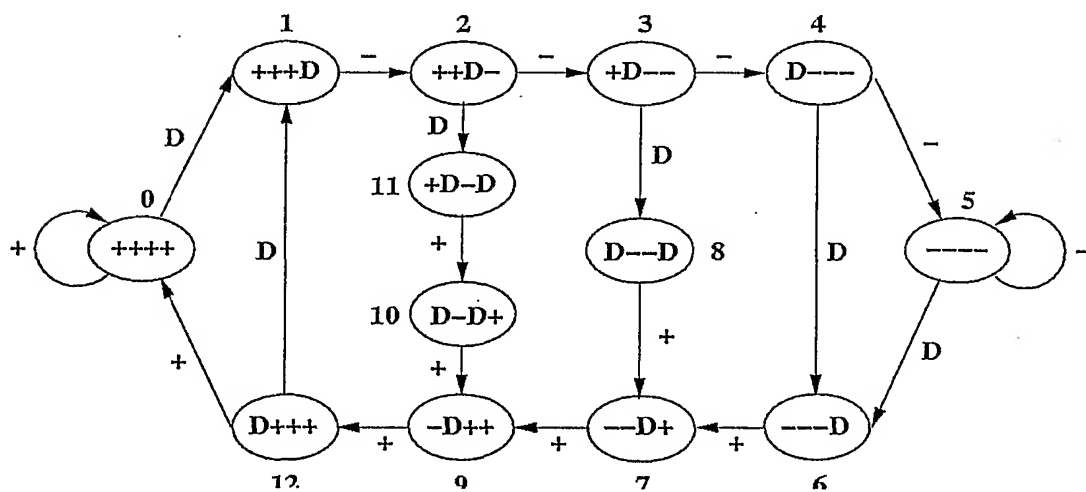 1 2 3 4
+++D - ++D- - +D-- - D---
D D D D -
11 +D-D
0 5
+ ++++ D + D--D 8 D ---- -
10 D-D+
+ + + D
D+++ + -D++ + --D+ + ---D
12 9 7 6